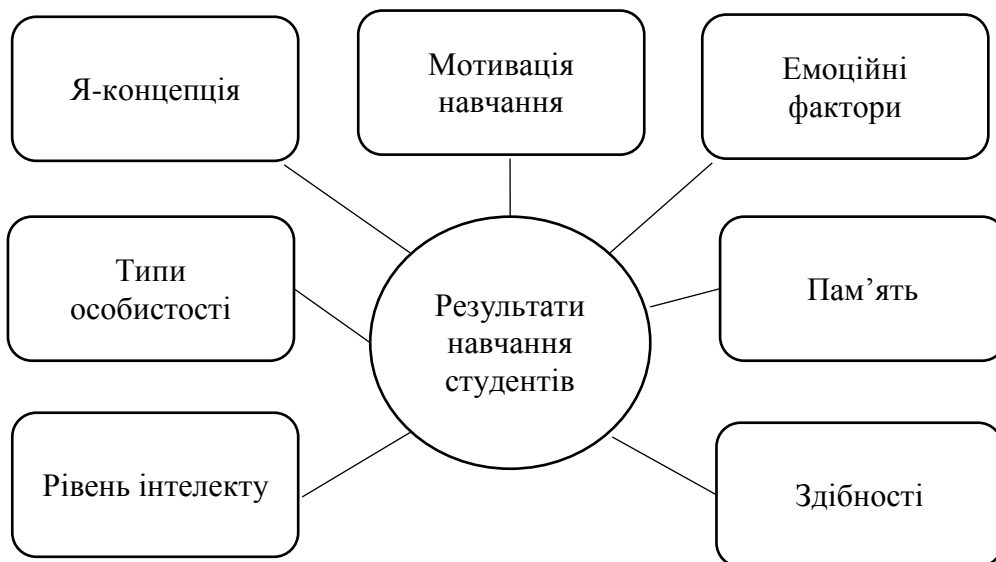 Я-концепція
Мотивація
навчання
Емоційні
фактори
Типи
особистості
Результати
навчання
студентів
Пам’ять
Рівень інтелекту
Здібності